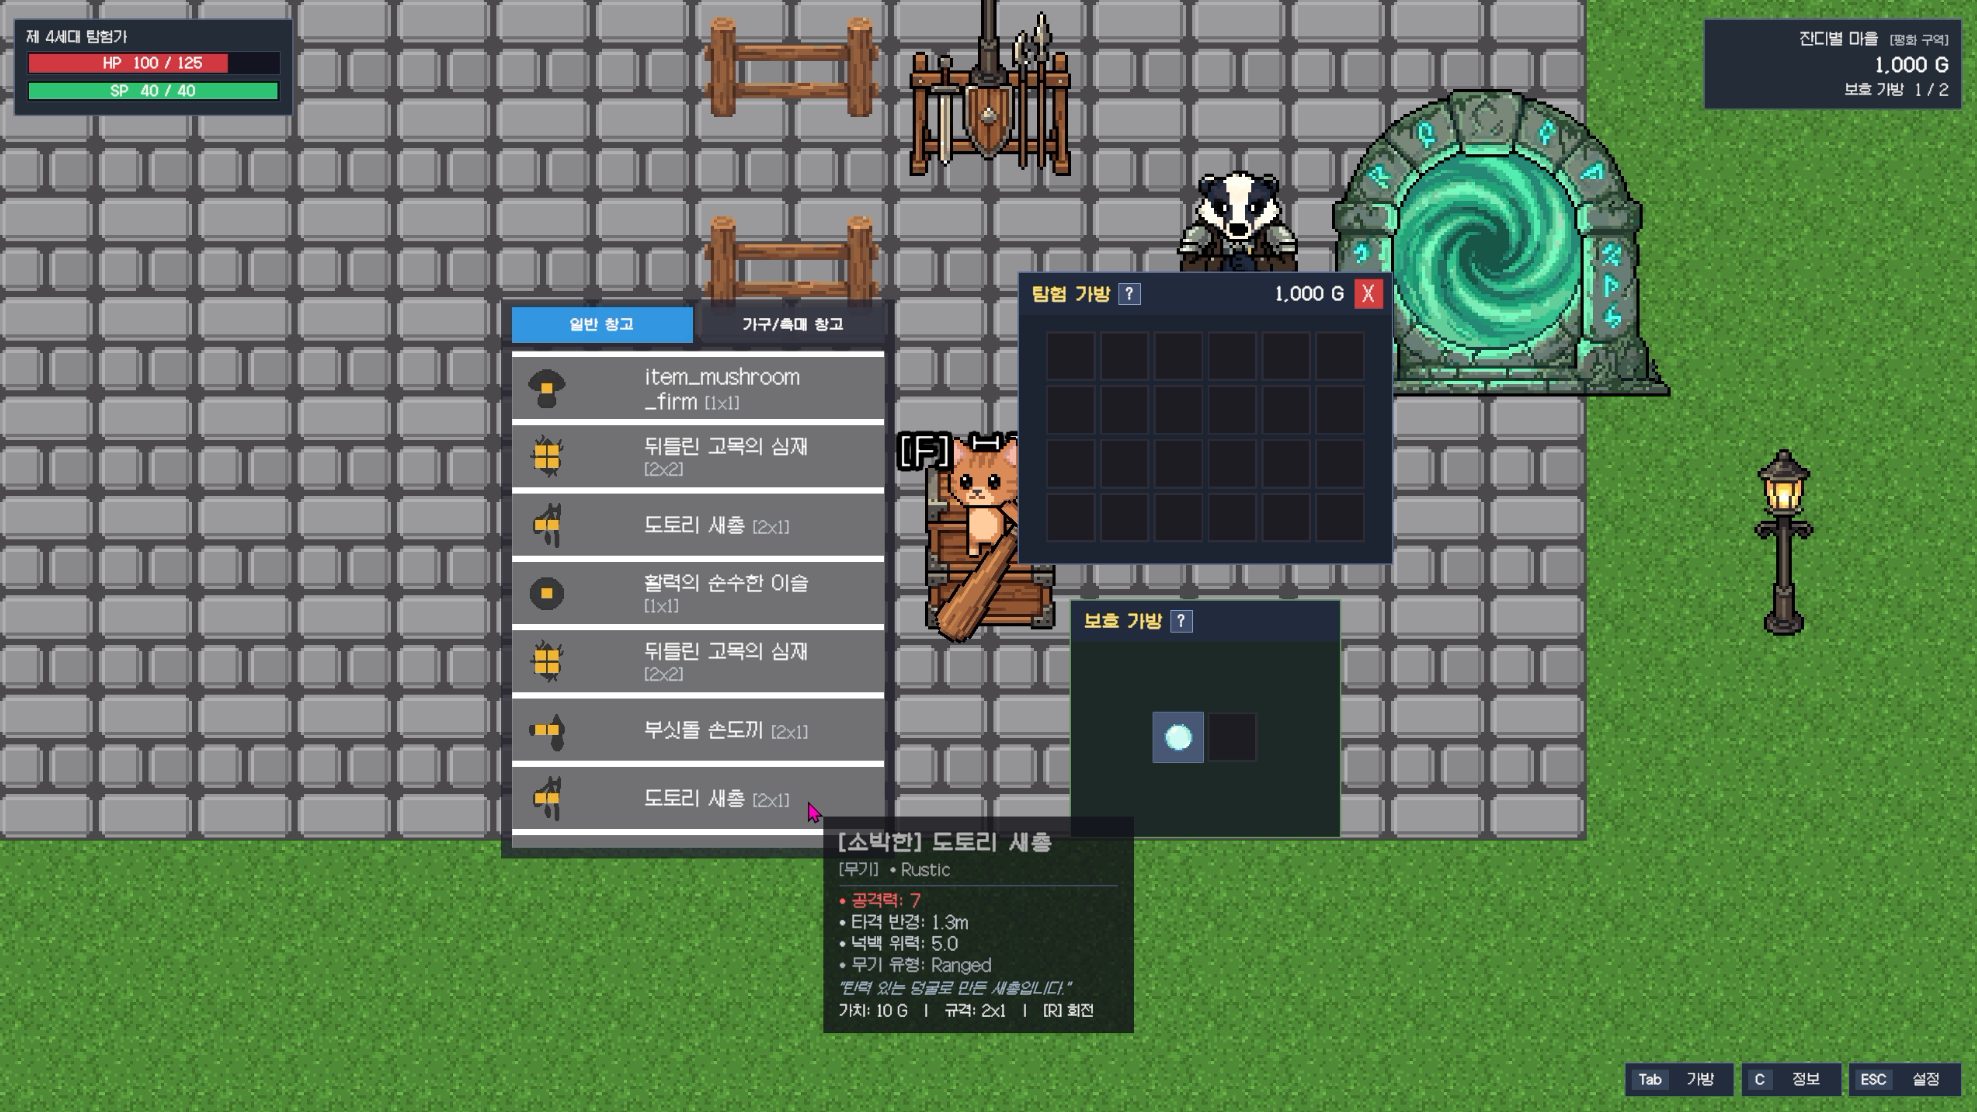 제 4세대 탐험가
HP 100 / 125
SP 40 / 40
잔디별 마을 [평화 구역]
1,000 G
보호 가방 1 / 2
탐험 가방 ? 1,000 G X
일반 창고 가구/촉매 창고
item_mushroom
_firm [1x1]
뒤틀린 고목의 심재
[2x2]
도토리 새총 [2x1]
활력의 순수한 이슬
[1x1]
뒤틀린 고목의 심재
[2x2]
부싯돌 손도끼 [2x1]
도토리 새총 [2x1]
[F]
보호 가방 ?
[소박한] 도토리 새총
[무기] • Rustic
• 공격력: 7
• 타격 반경: 1.3m
• 넉백 위력: 5.0
• 무기 유형: Ranged
"탄력 있는 덩굴로 만든 새총입니다."
가치: 10 G | 규격: 2x1 | [R] 회전
Tab 가방 C 정보 ESC 설정